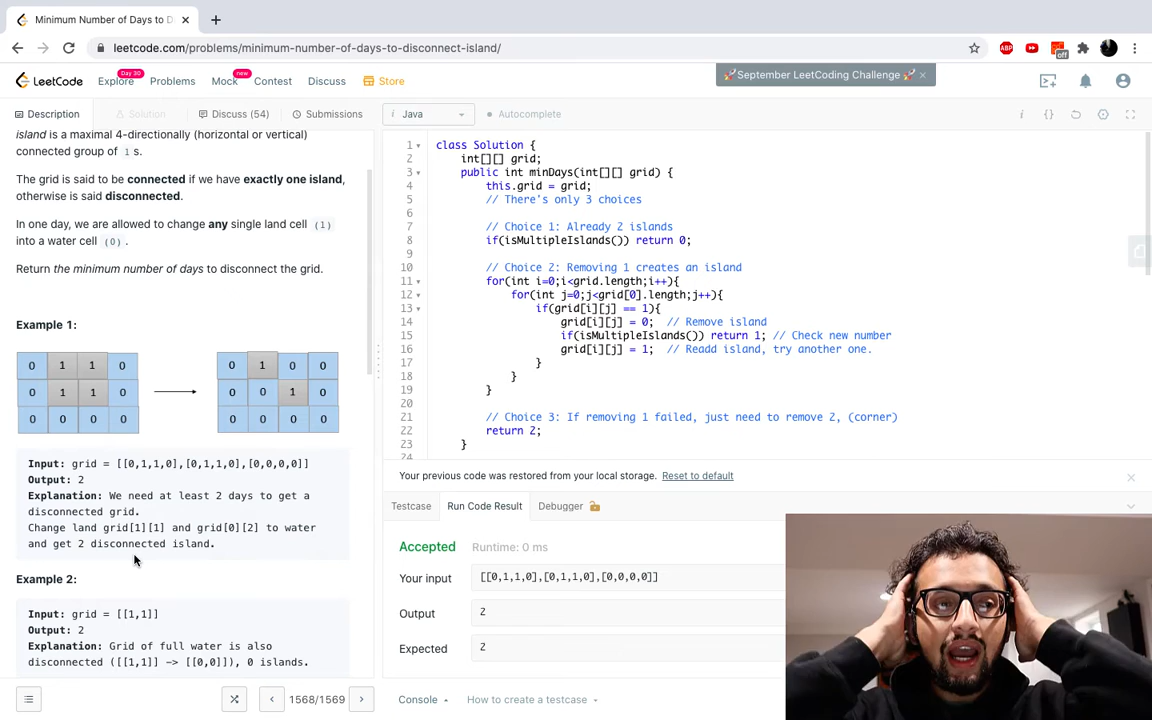 Minimum Number of Days to D
leetcode.com/problems/minimum-number-of-days-to-disconnect-island/
ABP
off
LeetCode
Explore
Day 30
Problems
Mock
new
Contest
Discuss
Store
🚀September LeetCoding Challenge 🚀
Description
Solution
Discuss (54)
Submissions
i Java
Autocomplete
island is a maximal 4-directionally (horizontal or vertical)
connected group of 1 s.
The grid is said to be connected if we have exactly one island,
otherwise is said disconnected.
In one day, we are allowed to change any single land cell (1)
into a water cell (0) .
Return the minimum number of days to disconnect the grid.
Example 1:
0 1 1 0 0 1 0 0
0 1 1 0 0 0 1 0
0 0 0 0 0 0 0 0
Input: grid = [[0,1,1,0],[0,1,1,0],[0,0,0,0]]
Output: 2
Explanation: We need at least 2 days to get a
disconnected grid.
Change land grid[1][1] and grid[0][2] to water
and get 2 disconnected island.
Example 2:
Input: grid = [[1,1]]
Output: 2
Explanation: Grid of full water is also
disconnected ([[1,1]] -> [[0,0]]), 0 islands.
1568/1569
1 class Solution {
2 int[][] grid;
3 public int minDays(int[][] grid) {
4 this.grid = grid;
5 // There's only 3 choices
6
7 // Choice 1: Already 2 islands
8 if(isMultipleIslands()) return 0;
9
10 // Choice 2: Removing 1 creates an island
11 for(int i=0;i<grid.length;i++){
12 for(int j=0;j<grid[0].length;j++){
13 if(grid[i][j] == 1){
14 grid[i][j] = 0; // Remove island
15 if(isMultipleIslands()) return 1; // Check new number
16 grid[i][j] = 1; // Readd island, try another one.
17 }
18 }
19 }
20
21 // Choice 3: If removing 1 failed, just need to remove 2, (corner)
22 return 2;
23 }
24
Your previous code was restored from your local storage. Reset to default
Testcase
Run Code Result
Debugger
Accepted Runtime: 0 ms
Your input [[0,1,1,0],[0,1,1,0],[0,0,0,0]]
Output 2
Expected 2
Console
How to create a testcase